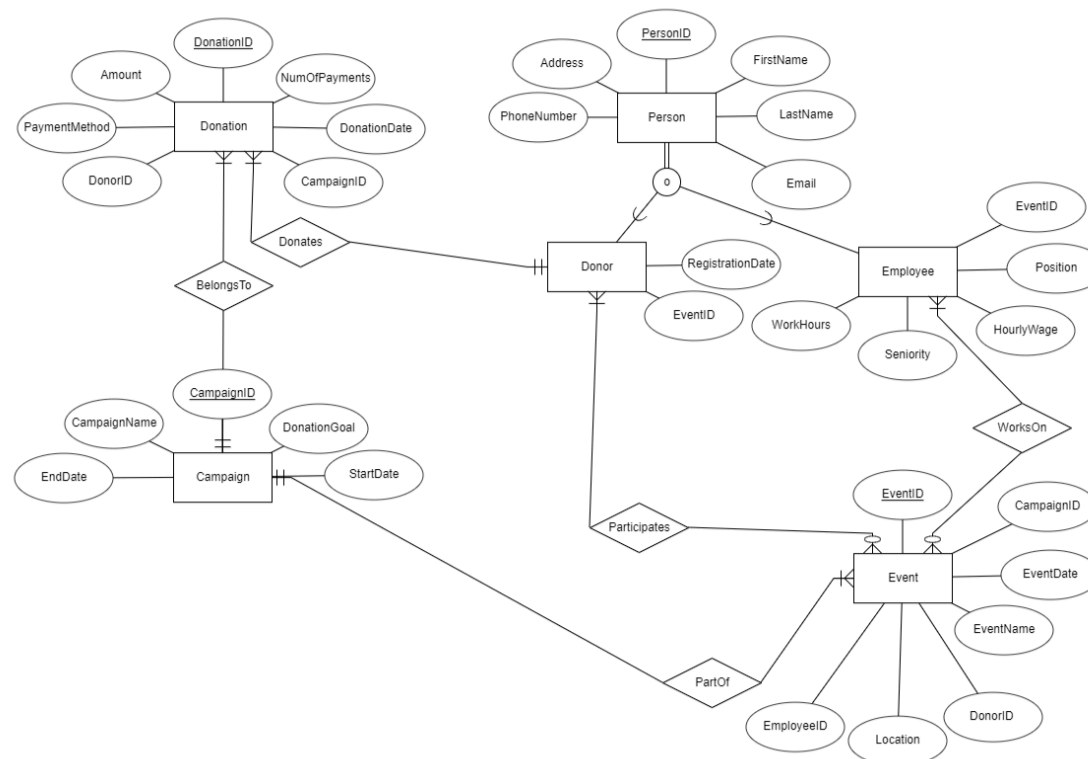 DonationID
Amount
NumOfPayments
PaymentMethod
Donation
DonationDate
DonorID
CampaignID
PersonID
Address
FirstName
PhoneNumber
Person
LastName
Email
o
Donates
BelongsTo
Donor
RegistrationDate
EventID
EventID
Employee
Position
WorkHours
HourlyWage
Seniority
CampaignID
CampaignName
DonationGoal
EndDate
Campaign
StartDate
WorksOn
Participates
EventID
CampaignID
Event
EventDate
EventName
PartOf
EmployeeID
Location
DonorID